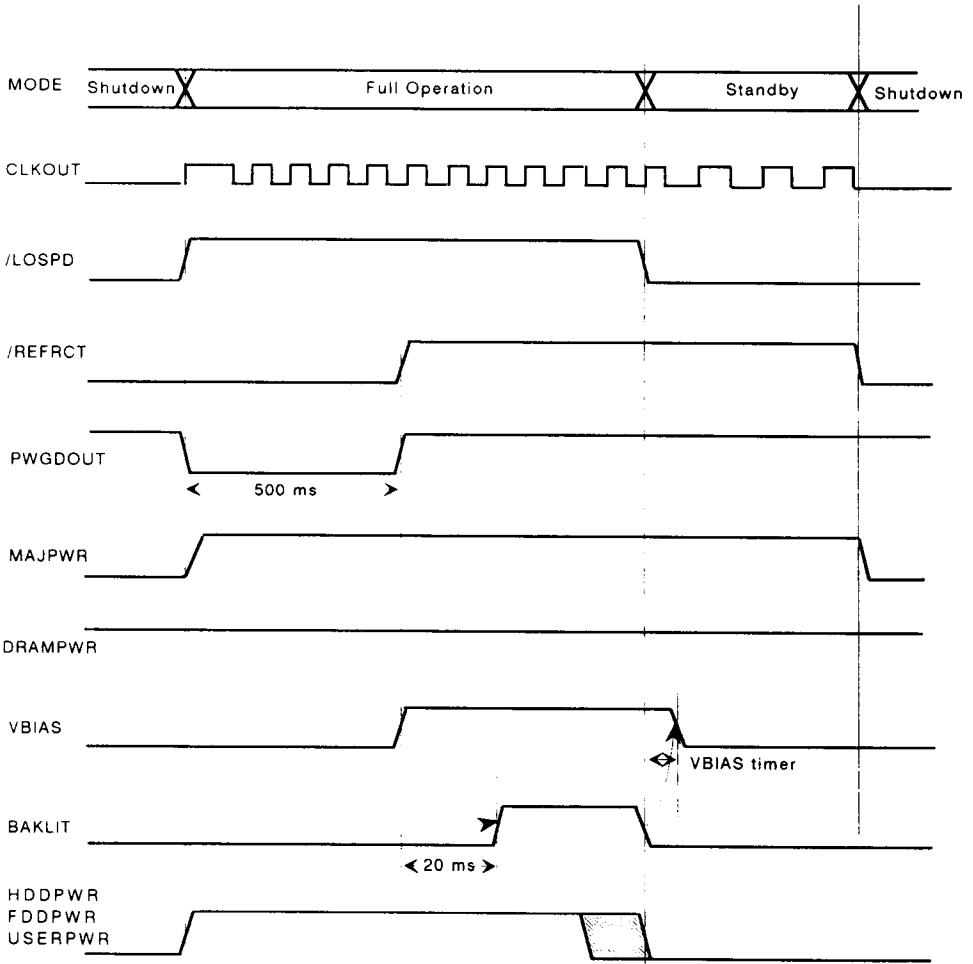 MODE Shutdown Full Operation Standby Shutdown
CLKOUT
/LOSPD
/REFRCT
PWGDOUT
500 ms
MAJPWR
DRAMPWR
VBIAS
VBIAS timer
BAKLIT
20 ms
HDDPWR
FDDPWR
USERPWR